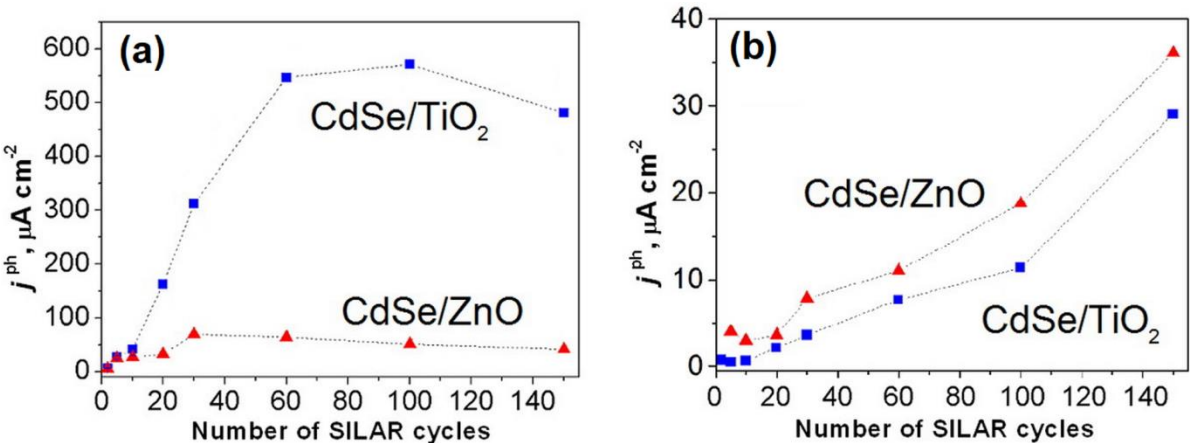 (a)
600
500
400
300
200
100
0
j ph, μA cm-2
CdSe/TiO2
CdSe/ZnO
0 20 40 60 80 100 120 140
Number of SILAR cycles
(b)
40
30
20
10
0
j ph, μA cm-2
CdSe/ZnO
CdSe/TiO2
0 20 40 60 80 100 120 140
Number of SILAR cycles